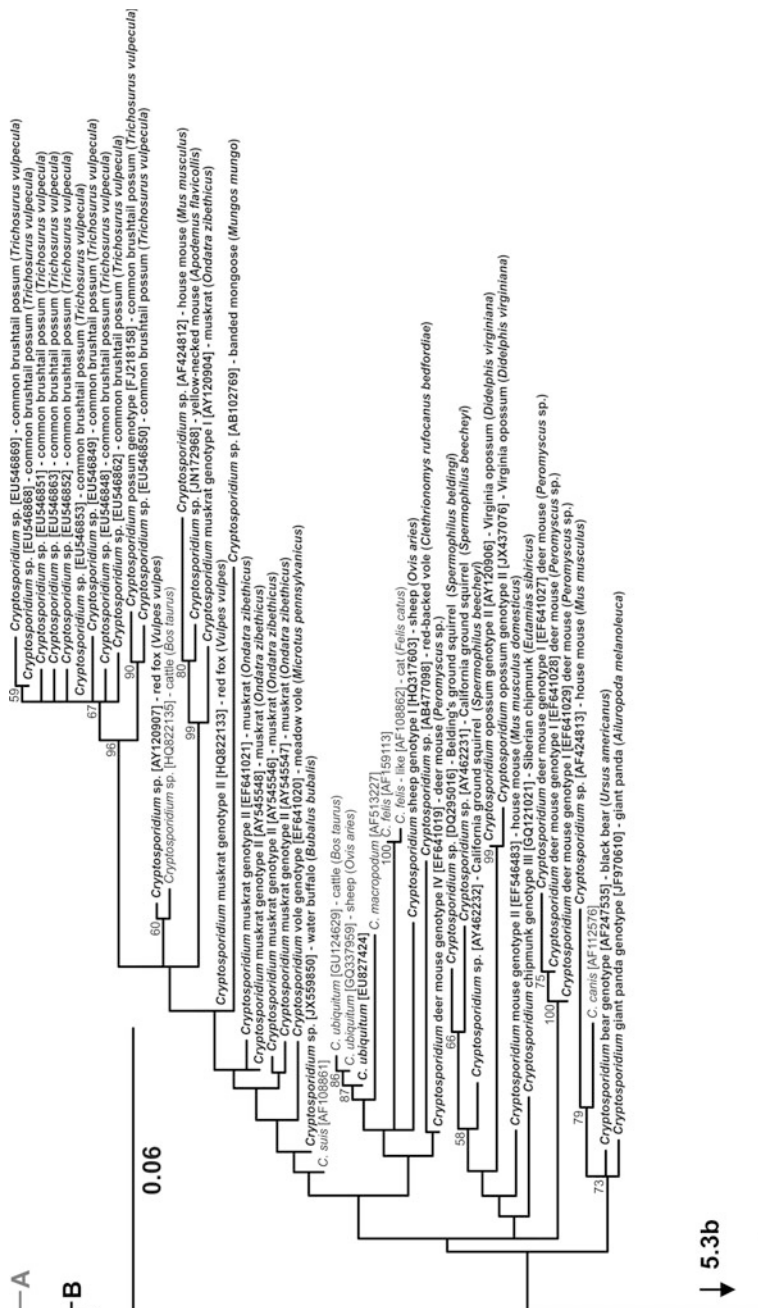 Cryptosporidium sp. [EU546869] - common brushtail possum (Trichosurus vulpecula)
59
Cryptosporidium sp. [EU546868] - common brushtail possum (Trichosurus vulpecula)
Cryptosporidium sp. [EU546851] - common brushtail possum (Trichosurus vulpecula)
Cryptosporidium sp. [EU546863] - common brushtail possum (Trichosurus vulpecula)
Cryptosporidium sp. [EU546852] - common brushtail possum (Trichosurus vulpecula)
Cryptosporidium sp. [EU546853] - common brushtail possum (Trichosurus vulpecula)
67
Cryptosporidium sp. [EU546849] - common brushtail possum (Trichosurus vulpecula)
Cryptosporidium sp. [EU546848] - common brushtail possum (Trichosurus vulpecula)
96
Cryptosporidium sp. [EU546862] - common brushtail possum (Trichosurus vulpecula)
90
Cryptosporidium possum genotype [FJ218158] - common brushtail possum (Trichosurus vulpecula)
Cryptosporidium sp. [EU546850] - common brushtail possum (Trichosurus vulpecula)
60
Cryptosporidium sp. [AY120907] - red fox (Vulpes vulpes)
Cryptosporidium sp. [HQ822135] - cattle (Bos taurus)
80
Cryptosporidium sp. [AF424812] - house mouse (Mus musculus)
99
Cryptosporidium sp. [JN172968] - yellow-necked mouse (Apodemus flavicollis)
Cryptosporidium muskrat genotype I [AY120904] - muskrat (Ondatra zibethicus)
Cryptosporidium muskrat genotype II [HQ822133] - red fox (Vulpes vulpes)
Cryptosporidium sp. [AB102769] - banded mongoose (Mungos mungo)
Cryptosporidium muskrat genotype II [EF641021] - muskrat (Ondatra zibethicus)
Cryptosporidium muskrat genotype II [AY545548] - muskrat (Ondatra zibethicus)
Cryptosporidium muskrat genotype II [AY545546] - muskrat (Ondatra zibethicus)
Cryptosporidium muskrat genotype II [AY545547] - muskrat (Ondatra zibethicus)
Cryptosporidium vole genotype [EF641020] - meadow vole (Microtus pennsylvanicus)
Cryptosporidium sp. [JX559850] - water buffalo (Bubalus bubalis)
C. suis [AF108861]
86
C. ubiquitum [GU124629] - cattle (Bos taurus)
87
C. ubiquitum [GQ337959] - sheep (Ovis aries)
C. ubiquitum [EU827424]
C. macropodum [AF513227]
100
C. felis [AF159113]
C. felis - like [AF108862] - cat (Felis catus)
Cryptosporidium sheep genotype I [HQ317603] - sheep (Ovis aries)
Cryptosporidium sp. [AB477098] - red-backed vole (Clethrionomys rufocanus bedfordiae)
Cryptosporidium deer mouse genotype IV [EF641019] - deer mouse (Peromyscus sp.)
66
Cryptosporidium sp. [DQ295016] - Belding's ground squirrel (Spermophilus beldingi)
58
Cryptosporidium sp. [AY462231] - California ground squirrel (Spermophilus beecheyi)
Cryptosporidium sp. [AY462232] - California ground squirrel (Spermophilus beecheyi)
99
Cryptosporidium opossum genotype II [AY120906] - Virginia opossum (Didelphis virginiana)
Cryptosporidium opossum genotype II [JX437076] - Virginia opossum (Didelphis virginiana)
Cryptosporidium mouse genotype II [EF546483] - house mouse (Mus musculus domesticus)
Cryptosporidium chipmunk genotype III [GQ121021] - Siberian chipmunk (Eutamias sibiricus)
75
Cryptosporidium deer mouse genotype I [EF641027] deer mouse (Peromyscus sp.)
100
Cryptosporidium deer mouse genotype I [EF641028] deer mouse (Peromyscus sp.)
Cryptosporidium deer mouse genotype I [EF641029] deer mouse (Peromyscus sp.)
Cryptosporidium sp. [AF424813] - house mouse (Mus musculus)
79
C. canis [AF112576]
73
Cryptosporidium bear genotype [AF247535] - black bear (Ursus americanus)
Cryptosporidium giant panda genotype [JF970610] - giant panda (Ailuropoda melanoleuca)
A
B
0.06
5.3b